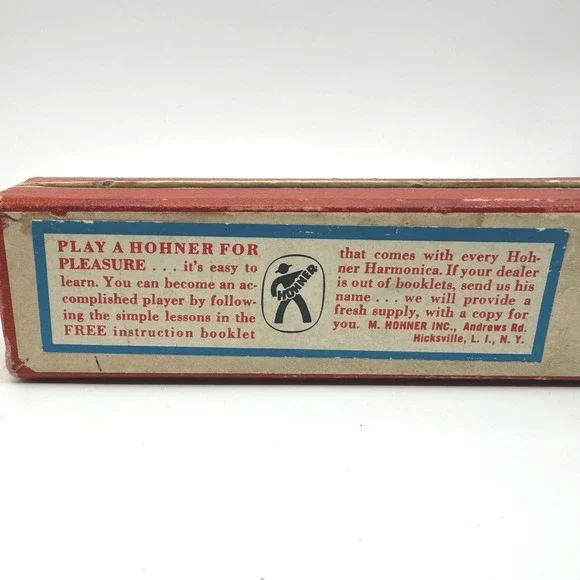 PLAY A HOHNER FOR
PLEASURE . . . it's easy to
learn. You can become an ac-
complished player by follow-
ing the simple lessons in the
FREE instruction booklet
HOHNER
that comes with every Hoh-
ner Harmonica. If your dealer
is out of booklets, send us his
name . . . we will provide a
fresh supply, with a copy for
you. M. HOHNER INC., Andrews Rd.
Hicksville, L. I., N. Y.